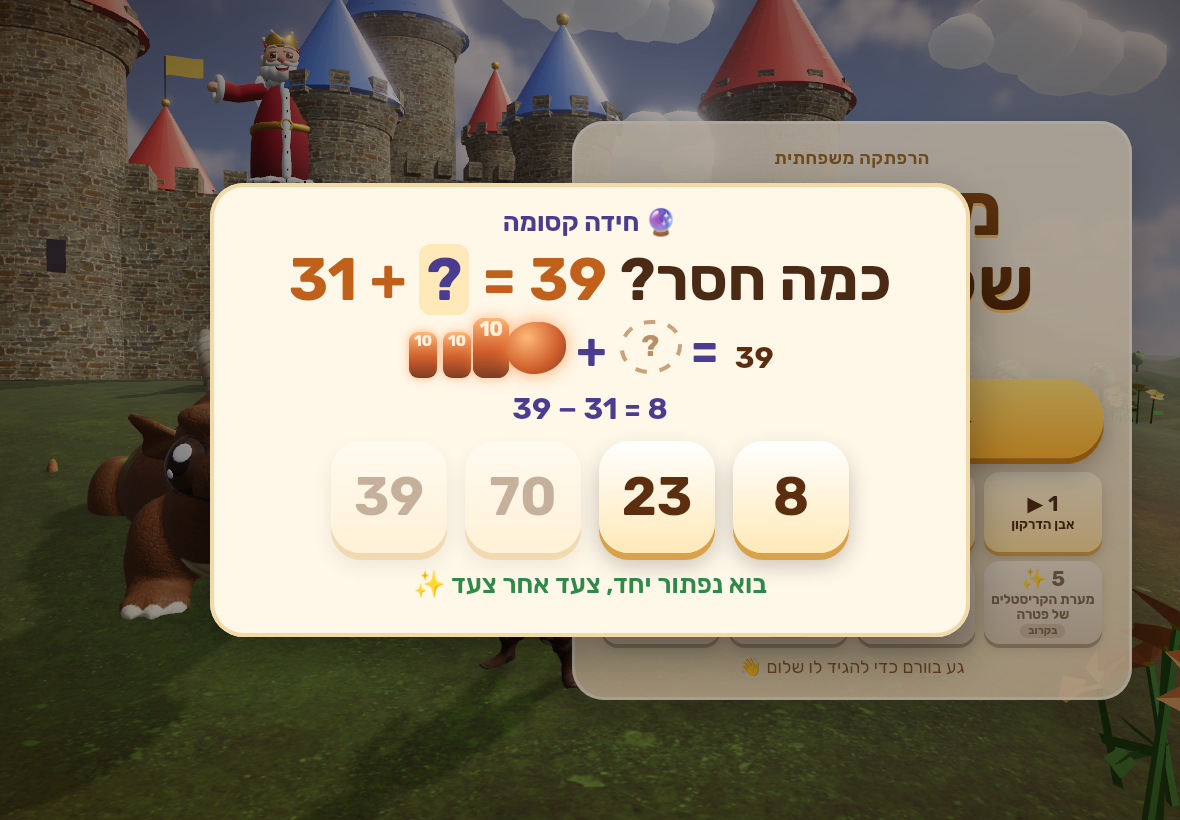 הרפתקה משפחתית
🔮 חידה קסומה
כמה חסר? 31 + ? = 39
10 10 10 + ? = 39
39 – 31 = 8
39 70 23 8
בוא נפתור יחד, צעד אחר צעד ✨
1 ▶
אבן הדרקון
5 ✨
מערת הקריסטלים
של פטרה
בקרוב
גע בוורם כדי להגיד לו שלום 👋